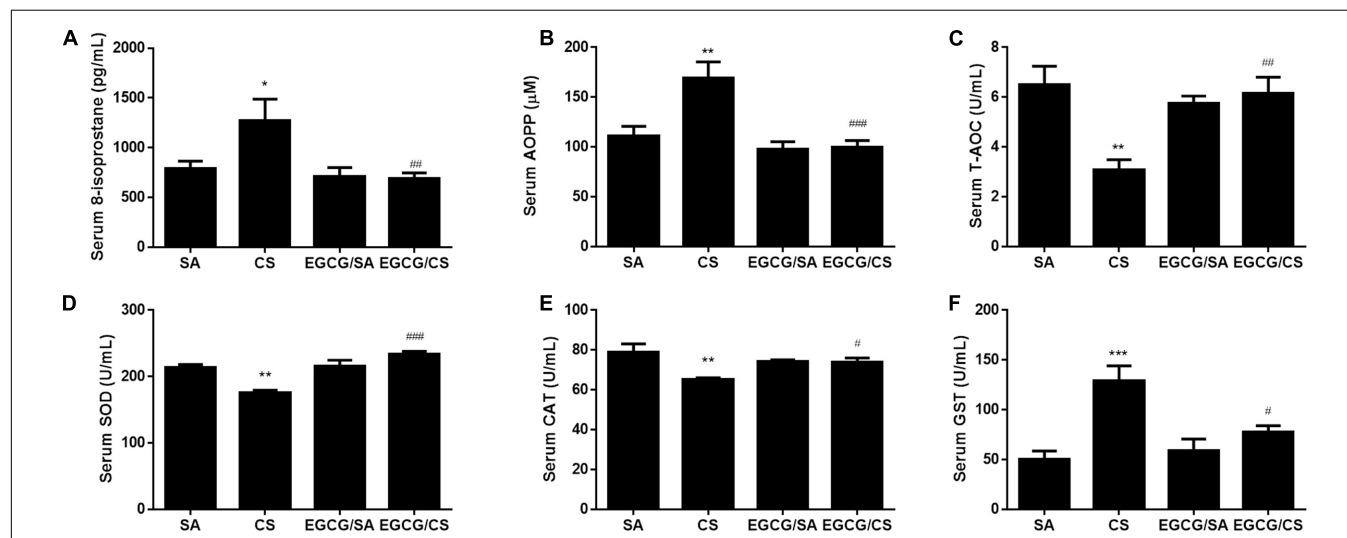 A
Serum 8-isoprostane (pg/mL)
2000
1500
1000
500
0
*
##
SA CS EGCG/SA EGCG/CS
B
Serum AOPP (μM)
200
150
100
50
0
**
###
SA CS EGCG/SA EGCG/CS
C
Serum T-AOC (U/mL)
8
6
4
2
0
**
##
SA CS EGCG/SA EGCG/CS
D
Serum SOD (U/mL)
300
200
100
0
**
###
SA CS EGCG/SA EGCG/CS
E
Serum CAT (U/mL)
100
80
60
40
20
0
**
#
SA CS EGCG/SA EGCG/CS
F
Serum GST (U/mL)
200
150
100
50
0
***
#
SA CS EGCG/SA EGCG/CS